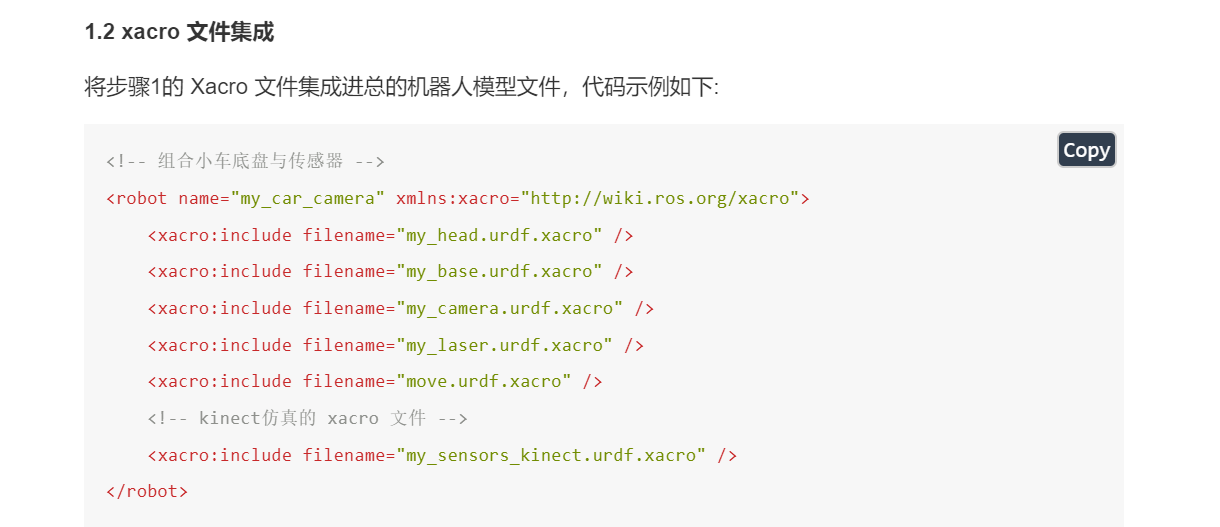 1.2 xacro 文件集成
将步骤1的 Xacro 文件集成进总的机器人模型文件，代码示例如下:
Copy
<!-- 组合小车底盘与传感器 -->
<robot name="my_car_camera" xmlns:xacro="http://wiki.ros.org/xacro">
    <xacro:include filename="my_head.urdf.xacro" />
    <xacro:include filename="my_base.urdf.xacro" />
    <xacro:include filename="my_camera.urdf.xacro" />
    <xacro:include filename="my_laser.urdf.xacro" />
    <xacro:include filename="move.urdf.xacro" />
    <!-- kinect仿真的 xacro 文件 -->
    <xacro:include filename="my_sensors_kinect.urdf.xacro" />
</robot>